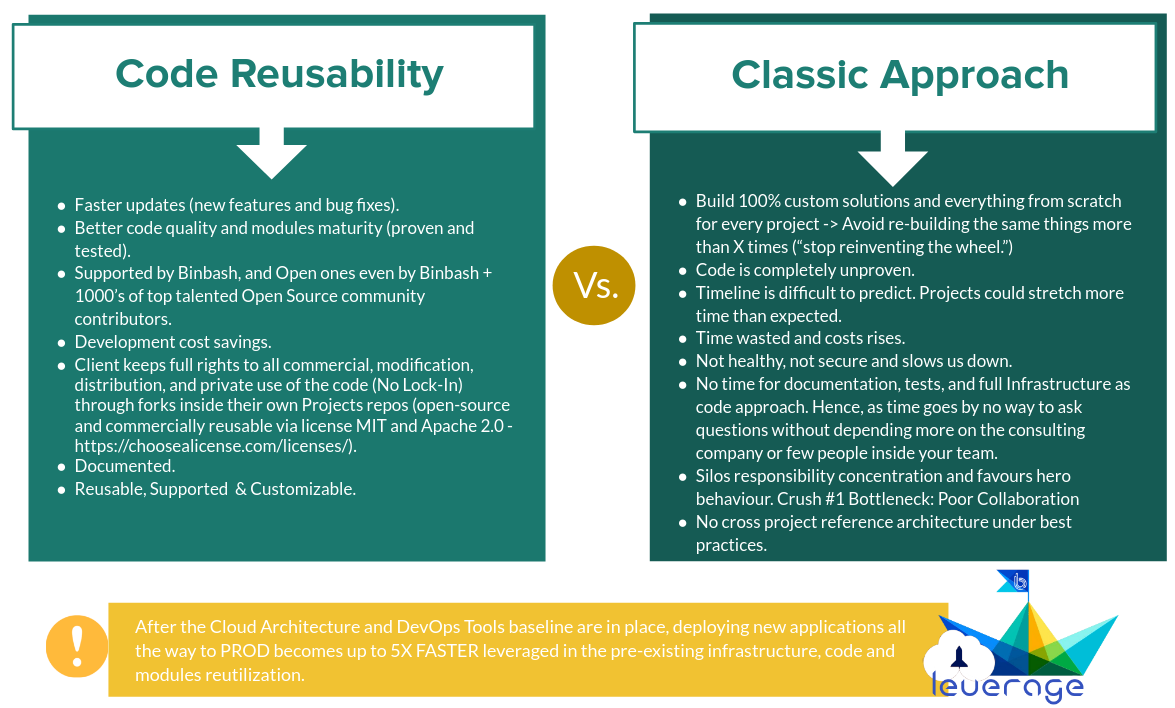 Code Reusability
● Faster updates (new features and bug fixes).
● Better code quality and modules maturity (proven and
tested).
● Supported by Binbash, and Open ones even by Binbash +
1000’s of top talented Open Source community
contributors.
● Development cost savings.
● Client keeps full rights to all commercial, modification,
distribution, and private use of the code (No Lock-In)
through forks inside their own Projects repos (open-source
and commercially reusable via license MIT and Apache 2.0 -
https://choosealicense.com/licenses/).
● Documented.
● Reusable, Supported & Customizable.
Vs.
Classic Approach
● Build 100% custom solutions and everything from scratch
for every project -> Avoid re-building the same things more
than X times (“stop reinventing the wheel.”)
● Code is completely unproven.
● Timeline is difficult to predict. Projects could stretch more
time than expected.
● Time wasted and costs rises.
● Not healthy, not secure and slows us down.
● No time for documentation, tests, and full Infrastructure as
code approach. Hence, as time goes by no way to ask
questions without depending more on the consulting
company or few people inside your team.
● Silos responsibility concentration and favours hero
behaviour. Crush #1 Bottleneck: Poor Collaboration
● No cross project reference architecture under best
practices.
!
After the Cloud Architecture and DevOps Tools baseline are in place, deploying new applications all
the way to PROD becomes up to 5X FASTER leveraged in the pre-existing infrastructure, code and
modules reutilization.
b
leverage